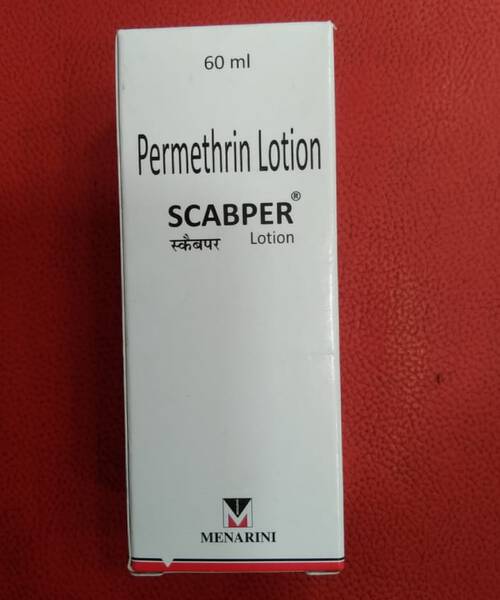 60 ml
Permethrin Lotion
SCABPER®
स्कैबपर Lotion
MENARINI